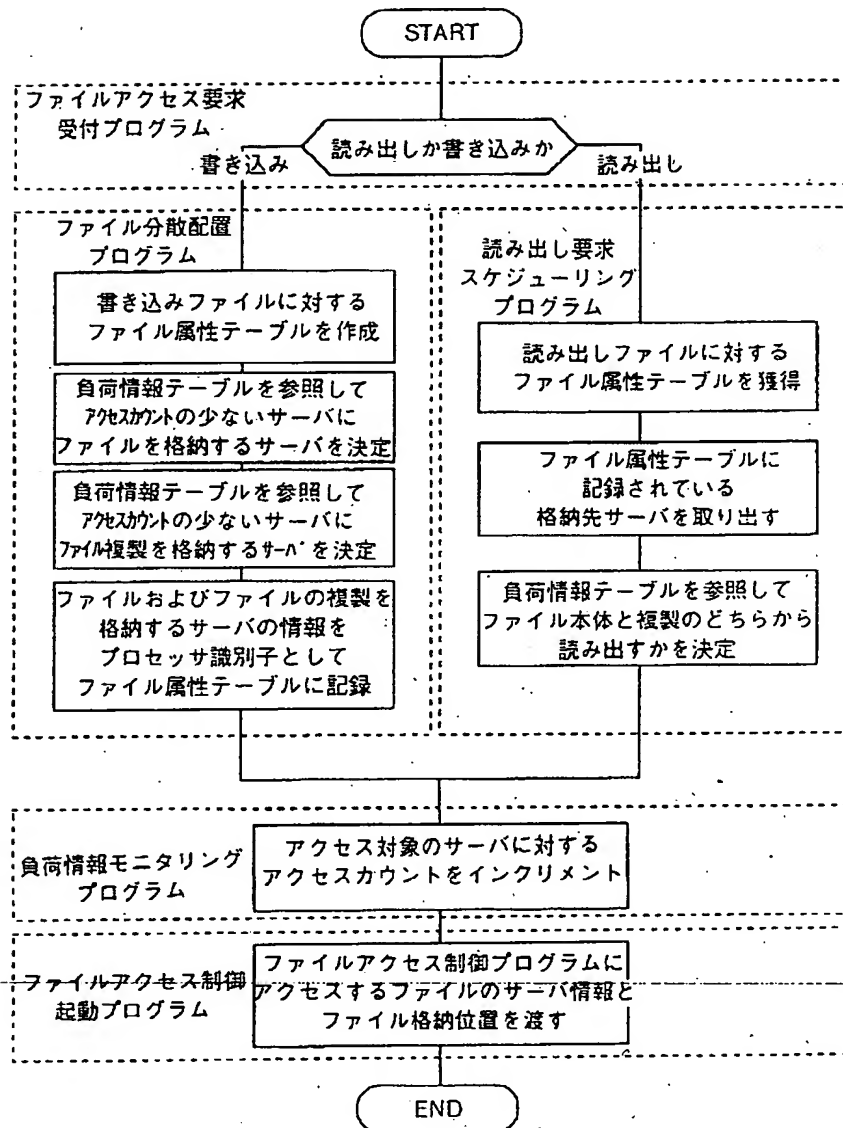 START
ファイルアクセス要求
受付プログラム
読み出しか書き込みか
書き込み
読み出し
ファイル分散配置
プログラム
書き込みファイルに対する
ファイル属性テーブルを作成
負荷情報テーブルを参照して
アクセスカウントの少ないサーバに
ファイルを格納するサーバを決定
負荷情報テーブルを参照して
アクセスカウントの少ないサーバに
ファイル複製を格納するサーバを決定
ファイルおよびファイルの複製を
格納するサーバの情報を
プロセッサ識別子として
ファイル属性テーブルに記録
読み出し要求
スケジューリング
プログラム
読み出しファイルに対する
ファイル属性テーブルを獲得
ファイル属性テーブルに
記録されている
格納先サーバを取り出す
負荷情報テーブルを参照して
ファイル本体と複製のどちらから
読み出すかを決定
負荷情報モニタリング
プログラム
アクセス対象のサーバに対する
アクセスカウントをインクリメント
ファイルアクセス制御
起動プログラム
ファイルアクセス制御プログラムに
アクセスするファイルのサーバ情報と
ファイル格納位置を渡す
END